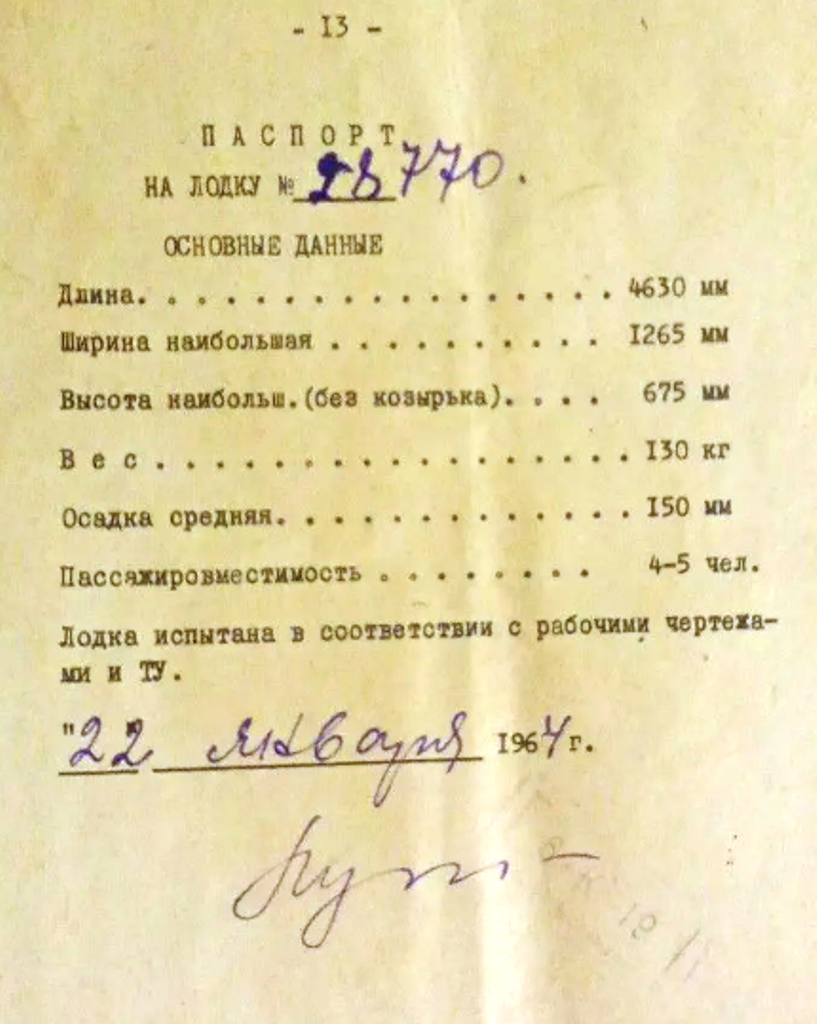 - 13 -
ПАСПОРТ
НА ЛОДКУ № 28770.
ОСНОВНЫЕ ДАННЫЕ
Длина. . . . . . . . . . . . . . . . . 4630 мм
Ширина наибольшая . . . . . . . . . . 1265 мм
Высота наибольш.(без козырька). . . . 675 мм
Вес . . . . . . . . . . . . . . . . . 130 кг
Осадка средняя. . . . . . . . . . . . . 150 мм
Пассажировместимость . . . . . . . . 4-5 чел.
Лодка испытана в соответствии с рабочими чертежа-
ми и ТУ.
"22 января 1964 г.